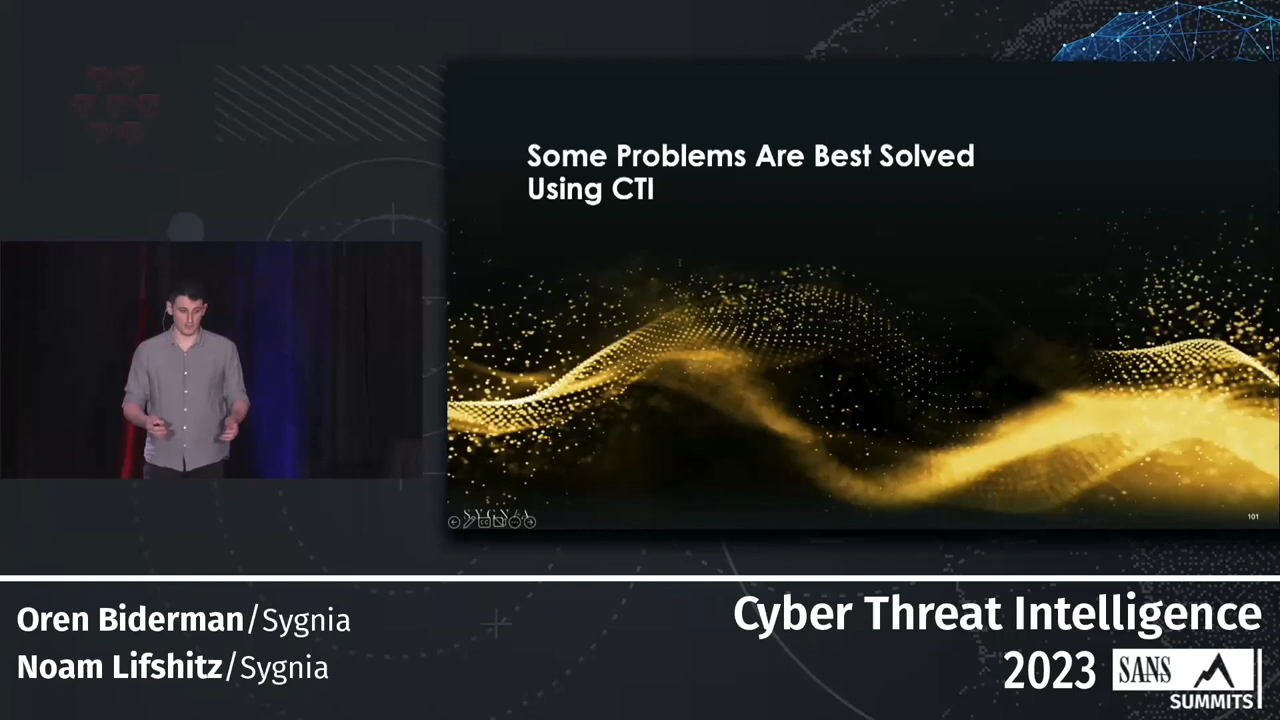 Some Problems Are Best Solved
Using CTI
SYGNIA
101
Oren Biderman/Sygnia
Noam Lifshitz/Sygnia
Cyber Threat Intelligence
2023 SANS
SUMMITS